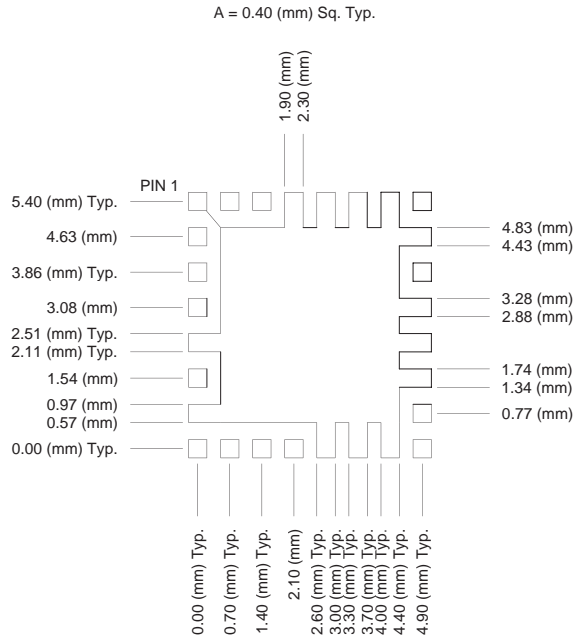 A = 0.40 (mm) Sq. Typ.
1.90 (mm)
2.30 (mm)
PIN 1
5.40 (mm) Typ.
4.63 (mm)
3.86 (mm) Typ.
3.08 (mm)
2.51 (mm) Typ.
2.11 (mm) Typ.
1.54 (mm)
0.97 (mm)
0.57 (mm)
0.00 (mm) Typ.
4.83 (mm)
4.43 (mm)
3.28 (mm)
2.88 (mm)
1.74 (mm)
1.34 (mm)
0.77 (mm)
0.00 (mm) Typ.
0.70 (mm) Typ.
1.40 (mm) Typ.
2.10 (mm)
2.60 (mm) Typ.
3.00 (mm) Typ.
3.30 (mm) Typ.
3.70 (mm) Typ.
4.00 (mm) Typ.
4.40 (mm) Typ.
4.90 (mm) Typ.